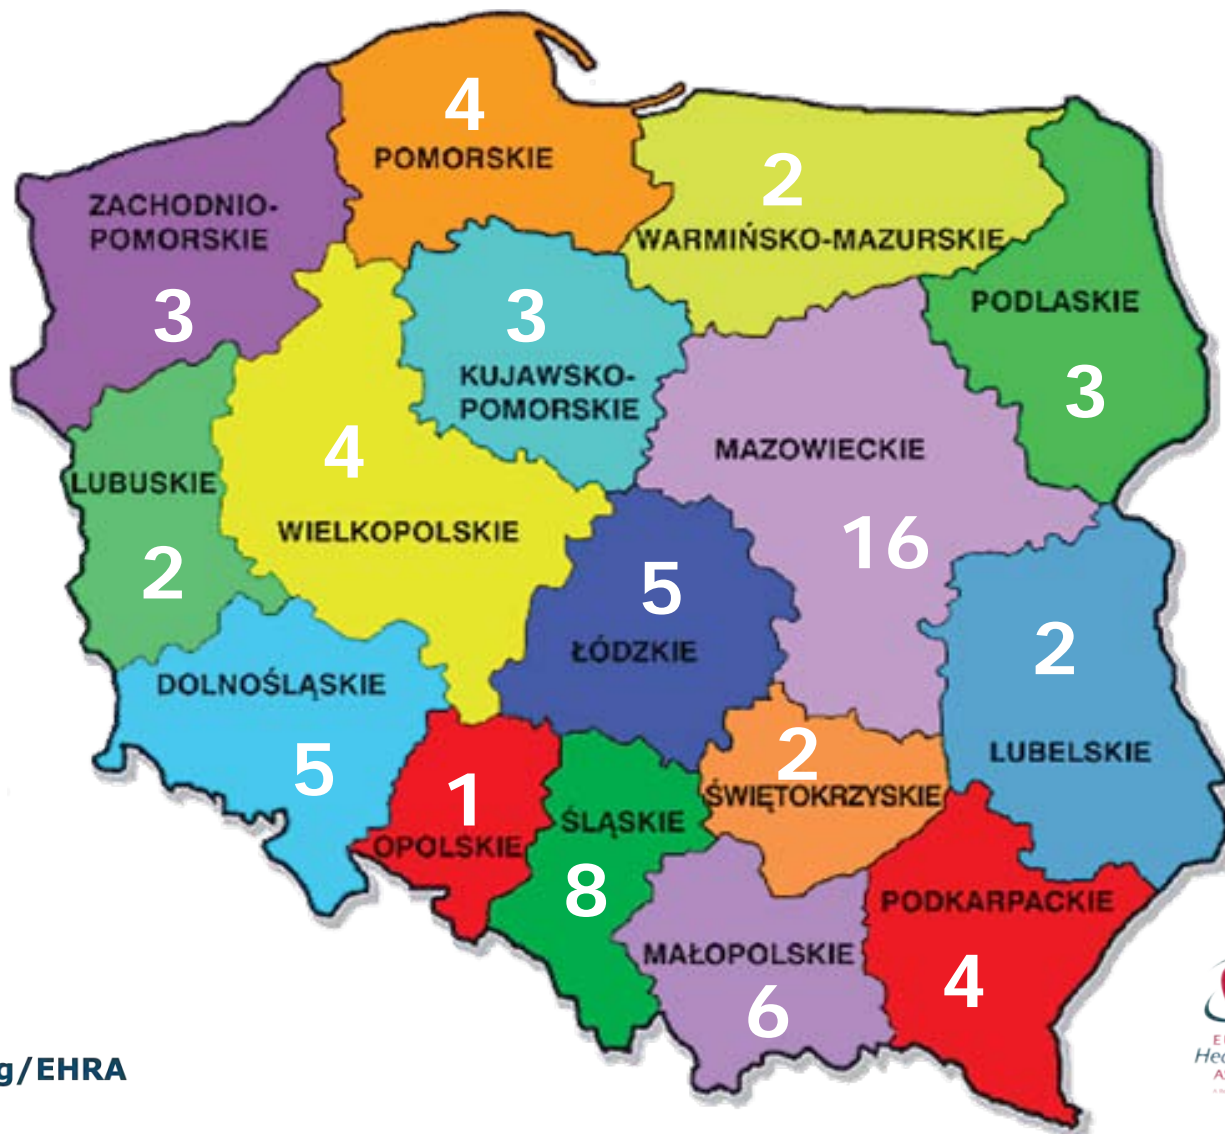 4
POMORSKIE
2
WARMIŃSKO-MAZURSKIE
ZACHODNIO-
POMORSKIE
3
3
KUJAWSKO-
POMORSKIE
PODLASKIE
3
LUBUSKIE
2
4
WIELKOPOLSKIE
MAZOWIECKIE
16
5
ŁÓDZKIE
2
LUBELSKIE
DOLNOŚLĄSKIE
5
1
OPOLSKIE
ŚLĄSKIE
8
2
ŚWIĘTOKRZYSKIE
MAŁOPOLSKIE
6
PODKARPACKIE
4
g/EHRA